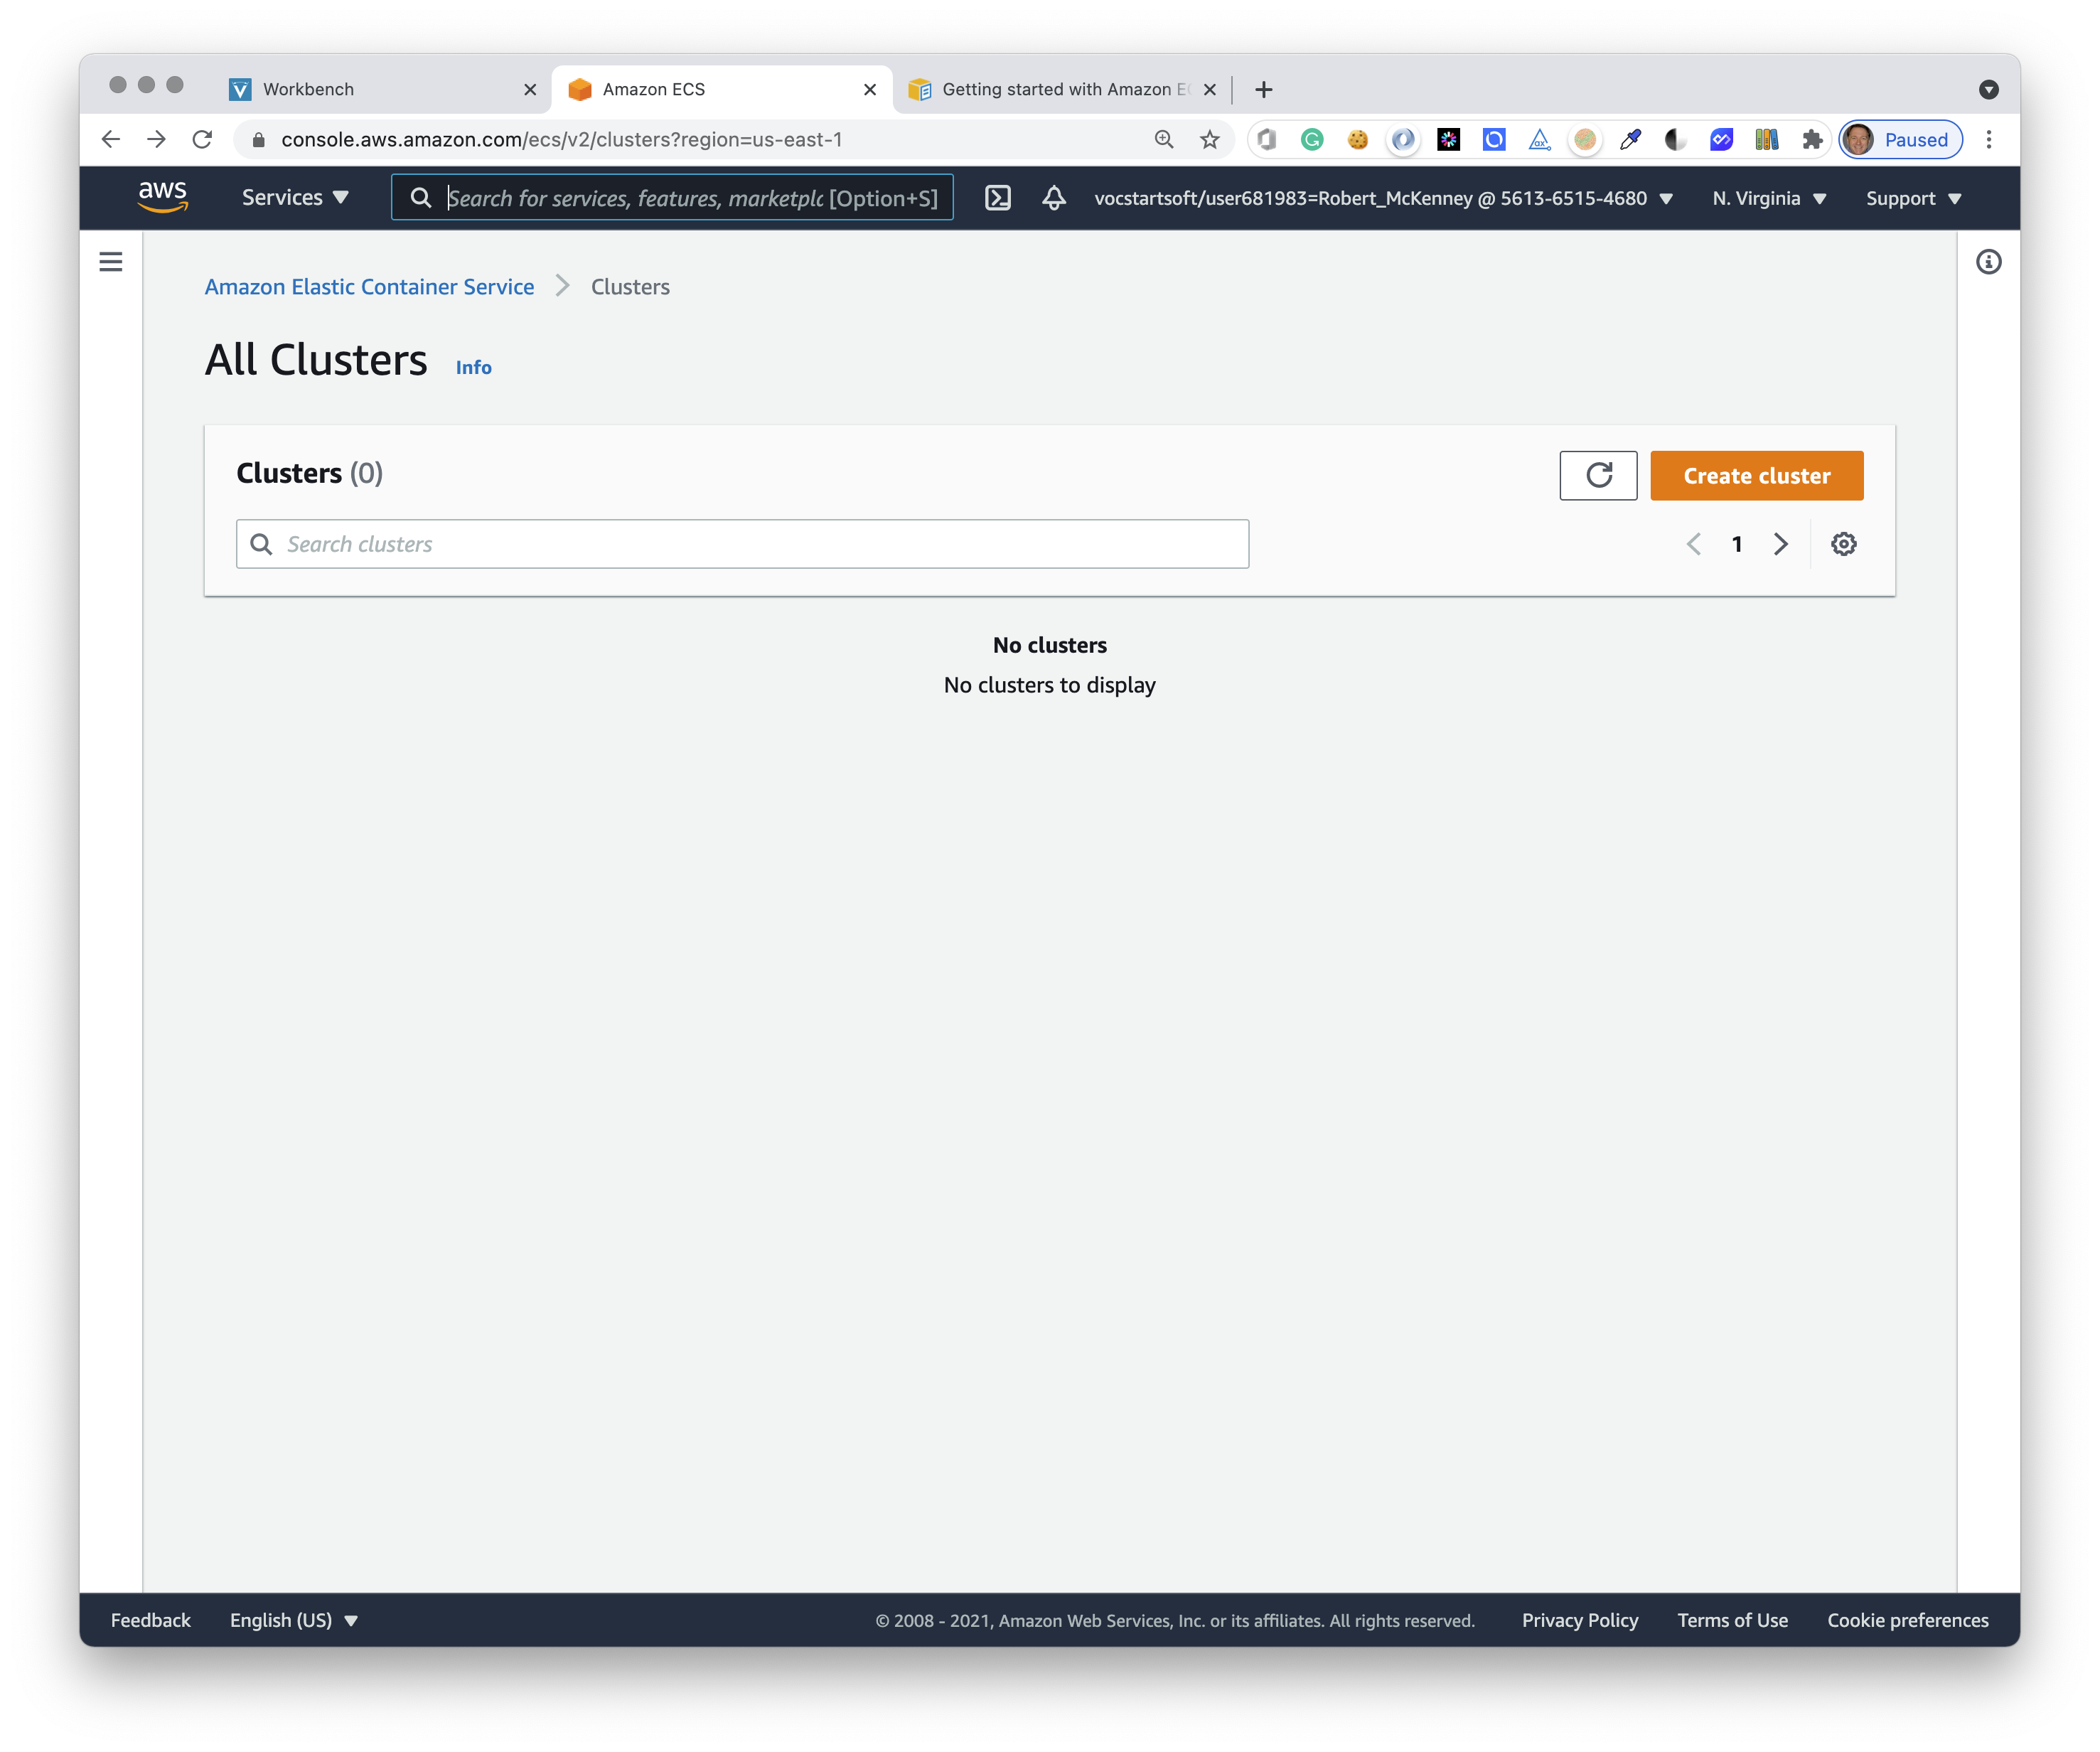 Workbench
Amazon ECS
Getting started with Amazon
console.aws.amazon.com/ecs/v2/clusters?region=us-east-1
Paused
aws
Services
Search for services, features, marketplc [Option+S]
vocstartsoft/user681983=Robert_McKenney @ 5613-6515-4680
N. Virginia
Support
Amazon Elastic Container Service
Clusters
All Clusters
Info
Clusters (0)
Create cluster
Search clusters
1
No clusters
No clusters to display
Feedback
English (US)
© 2008 - 2021, Amazon Web Services, Inc. or its affiliates. All rights reserved.
Privacy Policy
Terms of Use
Cookie preferences